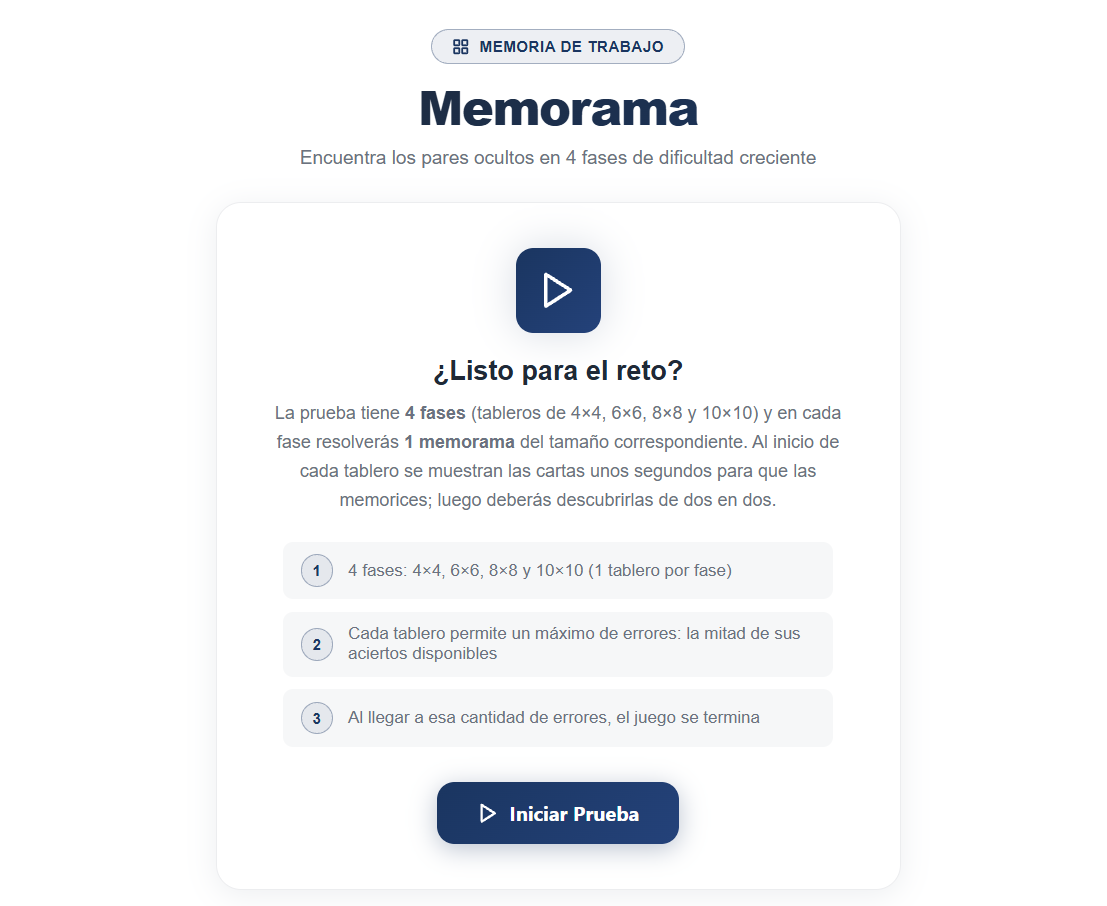 MEMORIA DE TRABAJO
Memorama
Encuentra los pares ocultos en 4 fases de dificultad creciente
¿Listo para el reto?
La prueba tiene 4 fases (tableros de 4×4, 6×6, 8×8 y 10×10) y en cada
fase resolverás 1 memorama del tamaño correspondiente. Al inicio de
cada tablero se muestran las cartas unos segundos para que las
memorices; luego deberás descubrirlas de dos en dos.
1 4 fases: 4×4, 6×6, 8×8 y 10×10 (1 tablero por fase)
2 Cada tablero permite un máximo de errores: la mitad de sus
aciertos disponibles
3 Al llegar a esa cantidad de errores, el juego se termina
Iniciar Prueba